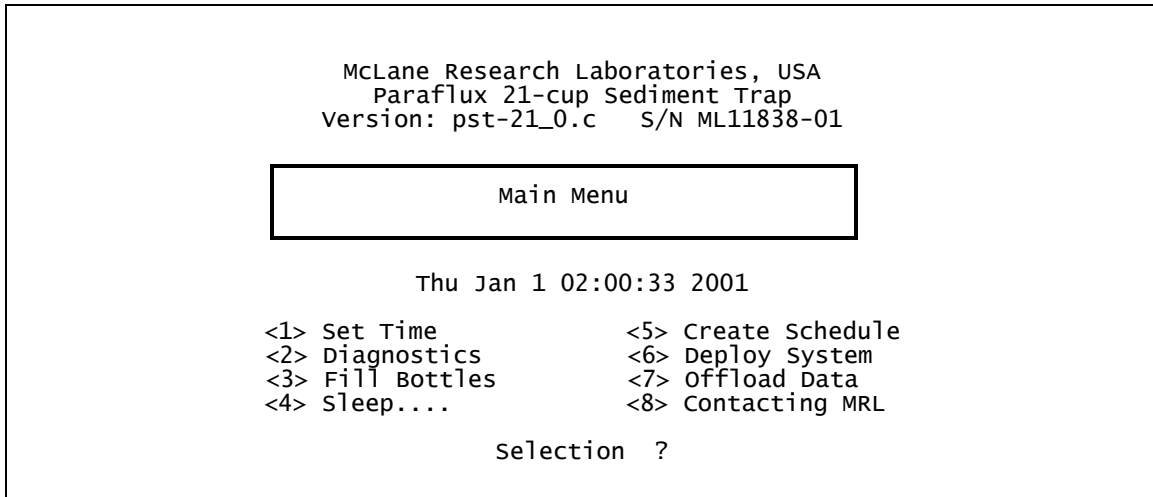 McLane Research Laboratories, USA
Paraflux 21-cup Sediment Trap
Version: pst-21_0.c   S/N ML11838-01
Main Menu
Thu Jan 1 02:00:33 2001
<1> Set Time   <5> Create Schedule
<2> Diagnostics   <6> Deploy System
<3> Fill Bottles   <7> Offload Data
<4> Sleep....   <8> Contacting MRL
Selection  ?